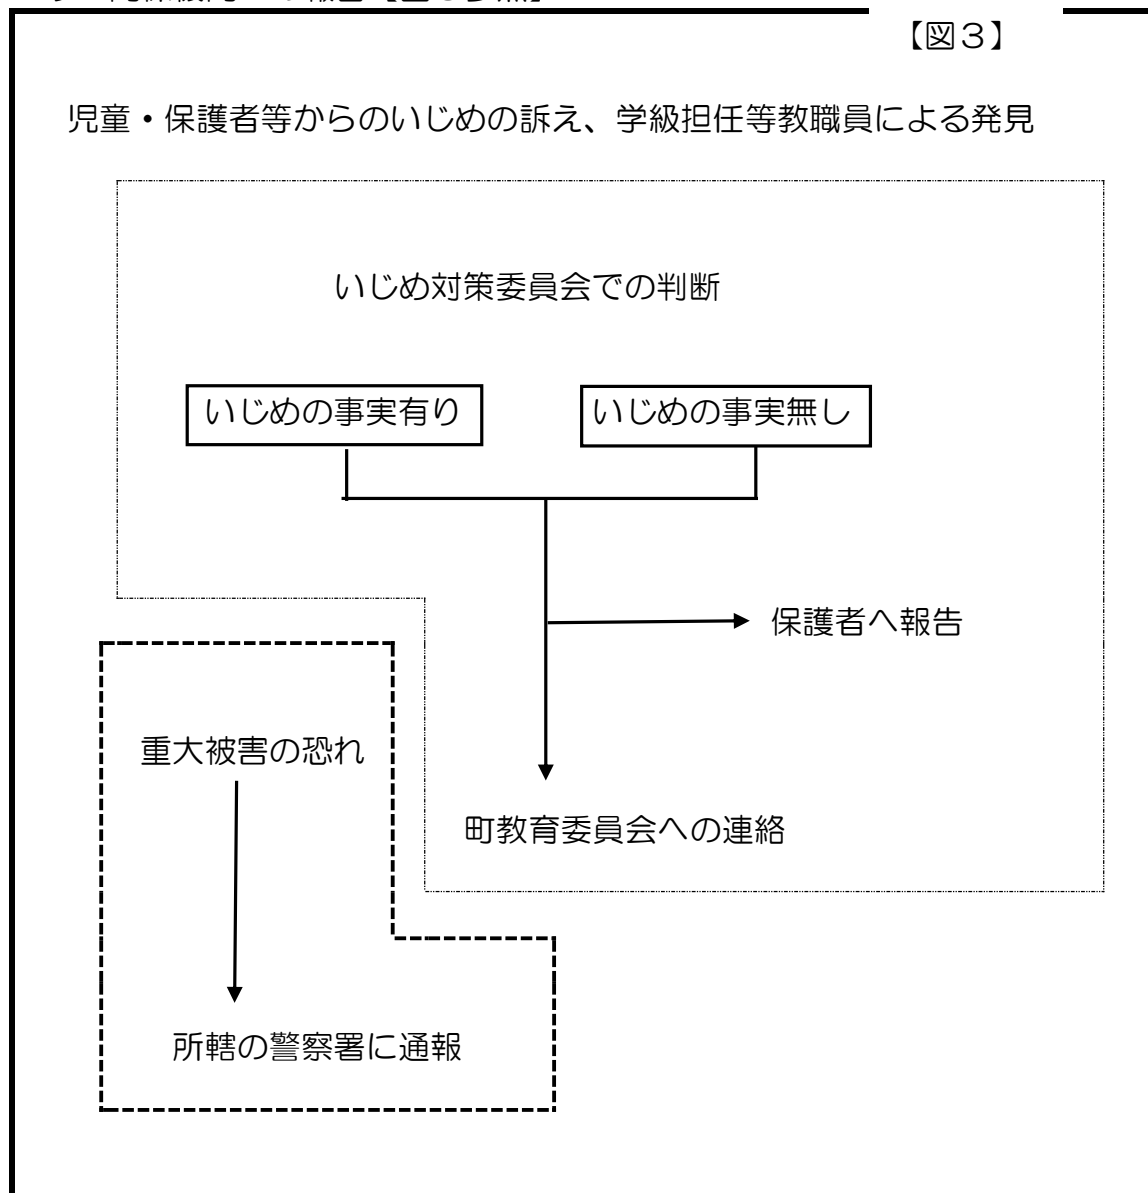 【図３】
児童・保護者等からのいじめの訴え、学級担任等教職員による発見
いじめ対策委員会での判断
いじめの事実有り
いじめの事実無し
保護者へ報告
重大被害の恐れ
町教育委員会への連絡
所轄の警察署に通報